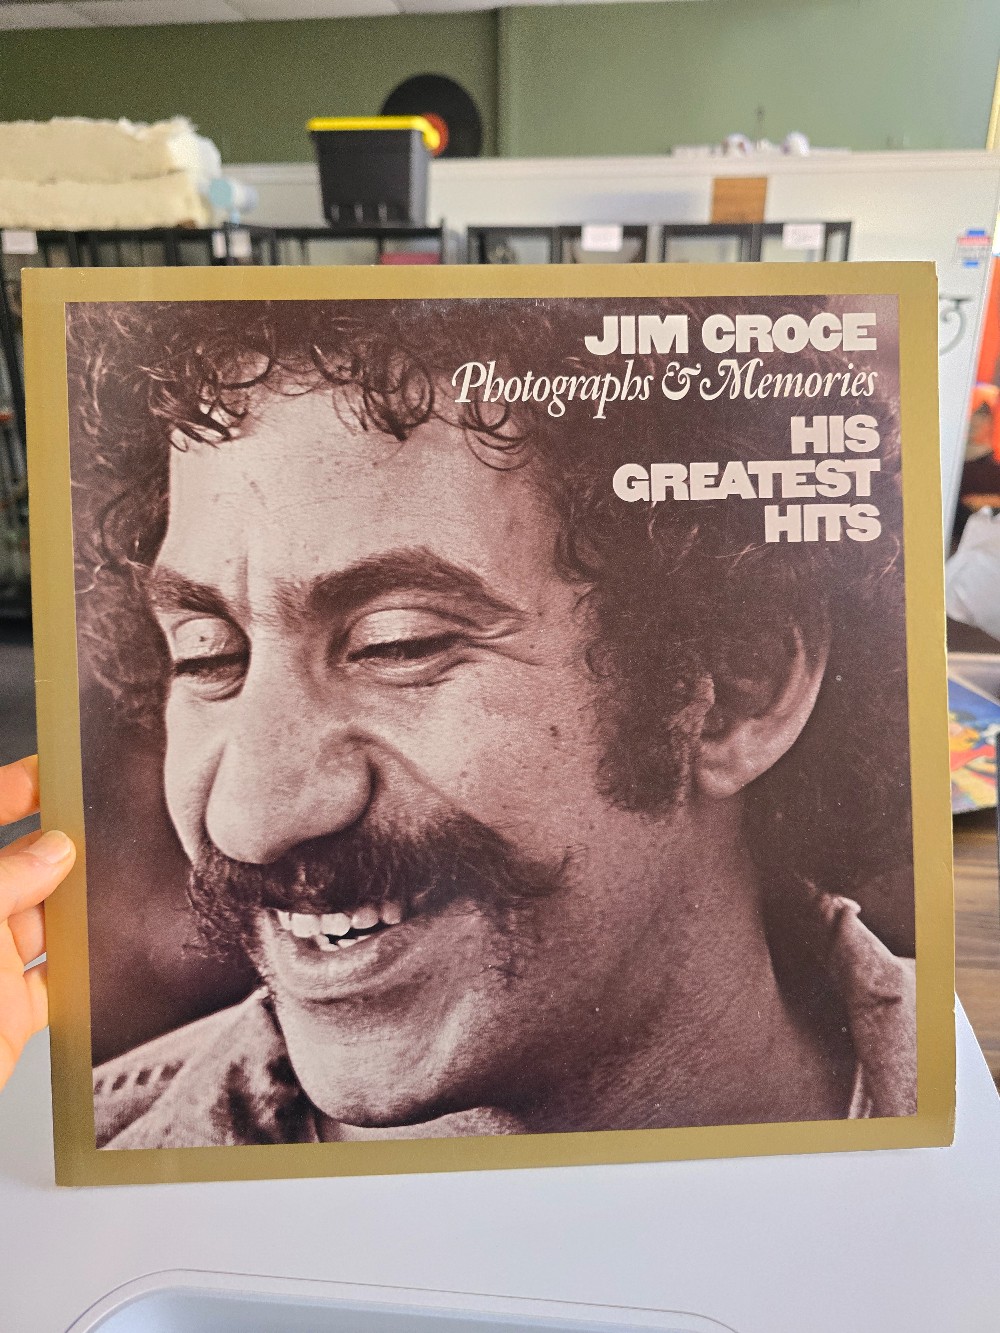 JIM CROCE
Photographs & Memories
HIS
GREATEST
HITS